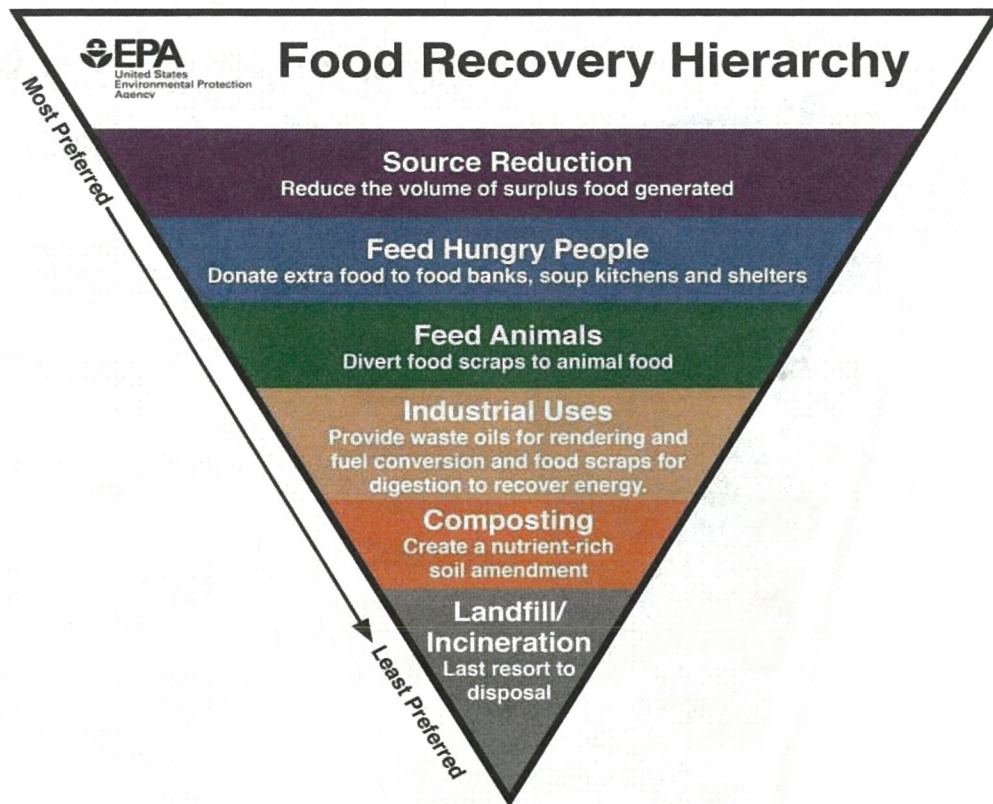 EPA
United States
Environmental Protection
Agency
Food Recovery Hierarchy
Most Preferred
Source Reduction
Reduce the volume of surplus food generated
Feed Hungry People
Donate extra food to food banks, soup kitchens and shelters
Feed Animals
Divert food scraps to animal food
Industrial Uses
Provide waste oils for rendering and
fuel conversion and food scraps for
digestion to recover energy.
Composting
Create a nutrient-rich
soil amendment
Landfill/
Incineration
Last resort to
disposal
Least Preferred